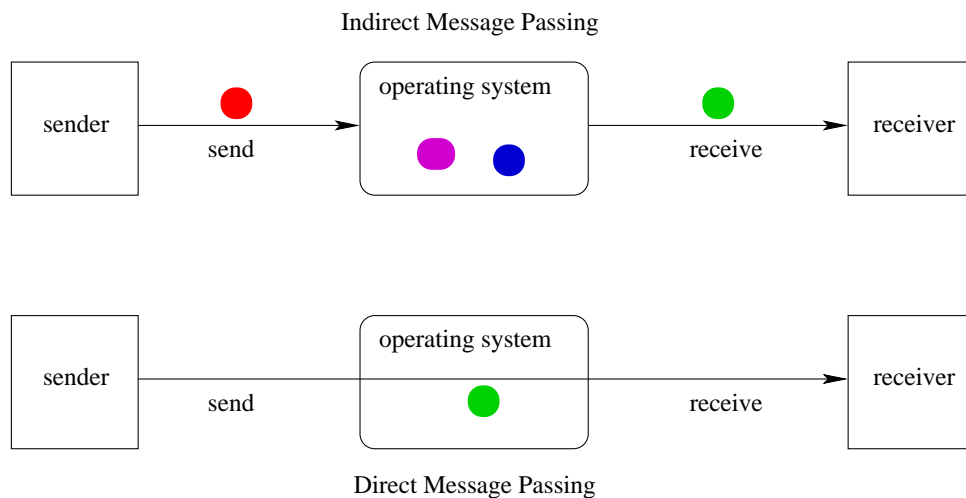 Indirect Message Passing
operating system
sender
receiver
send
receive
operating system
sender
receiver
send
receive
Direct Message Passing